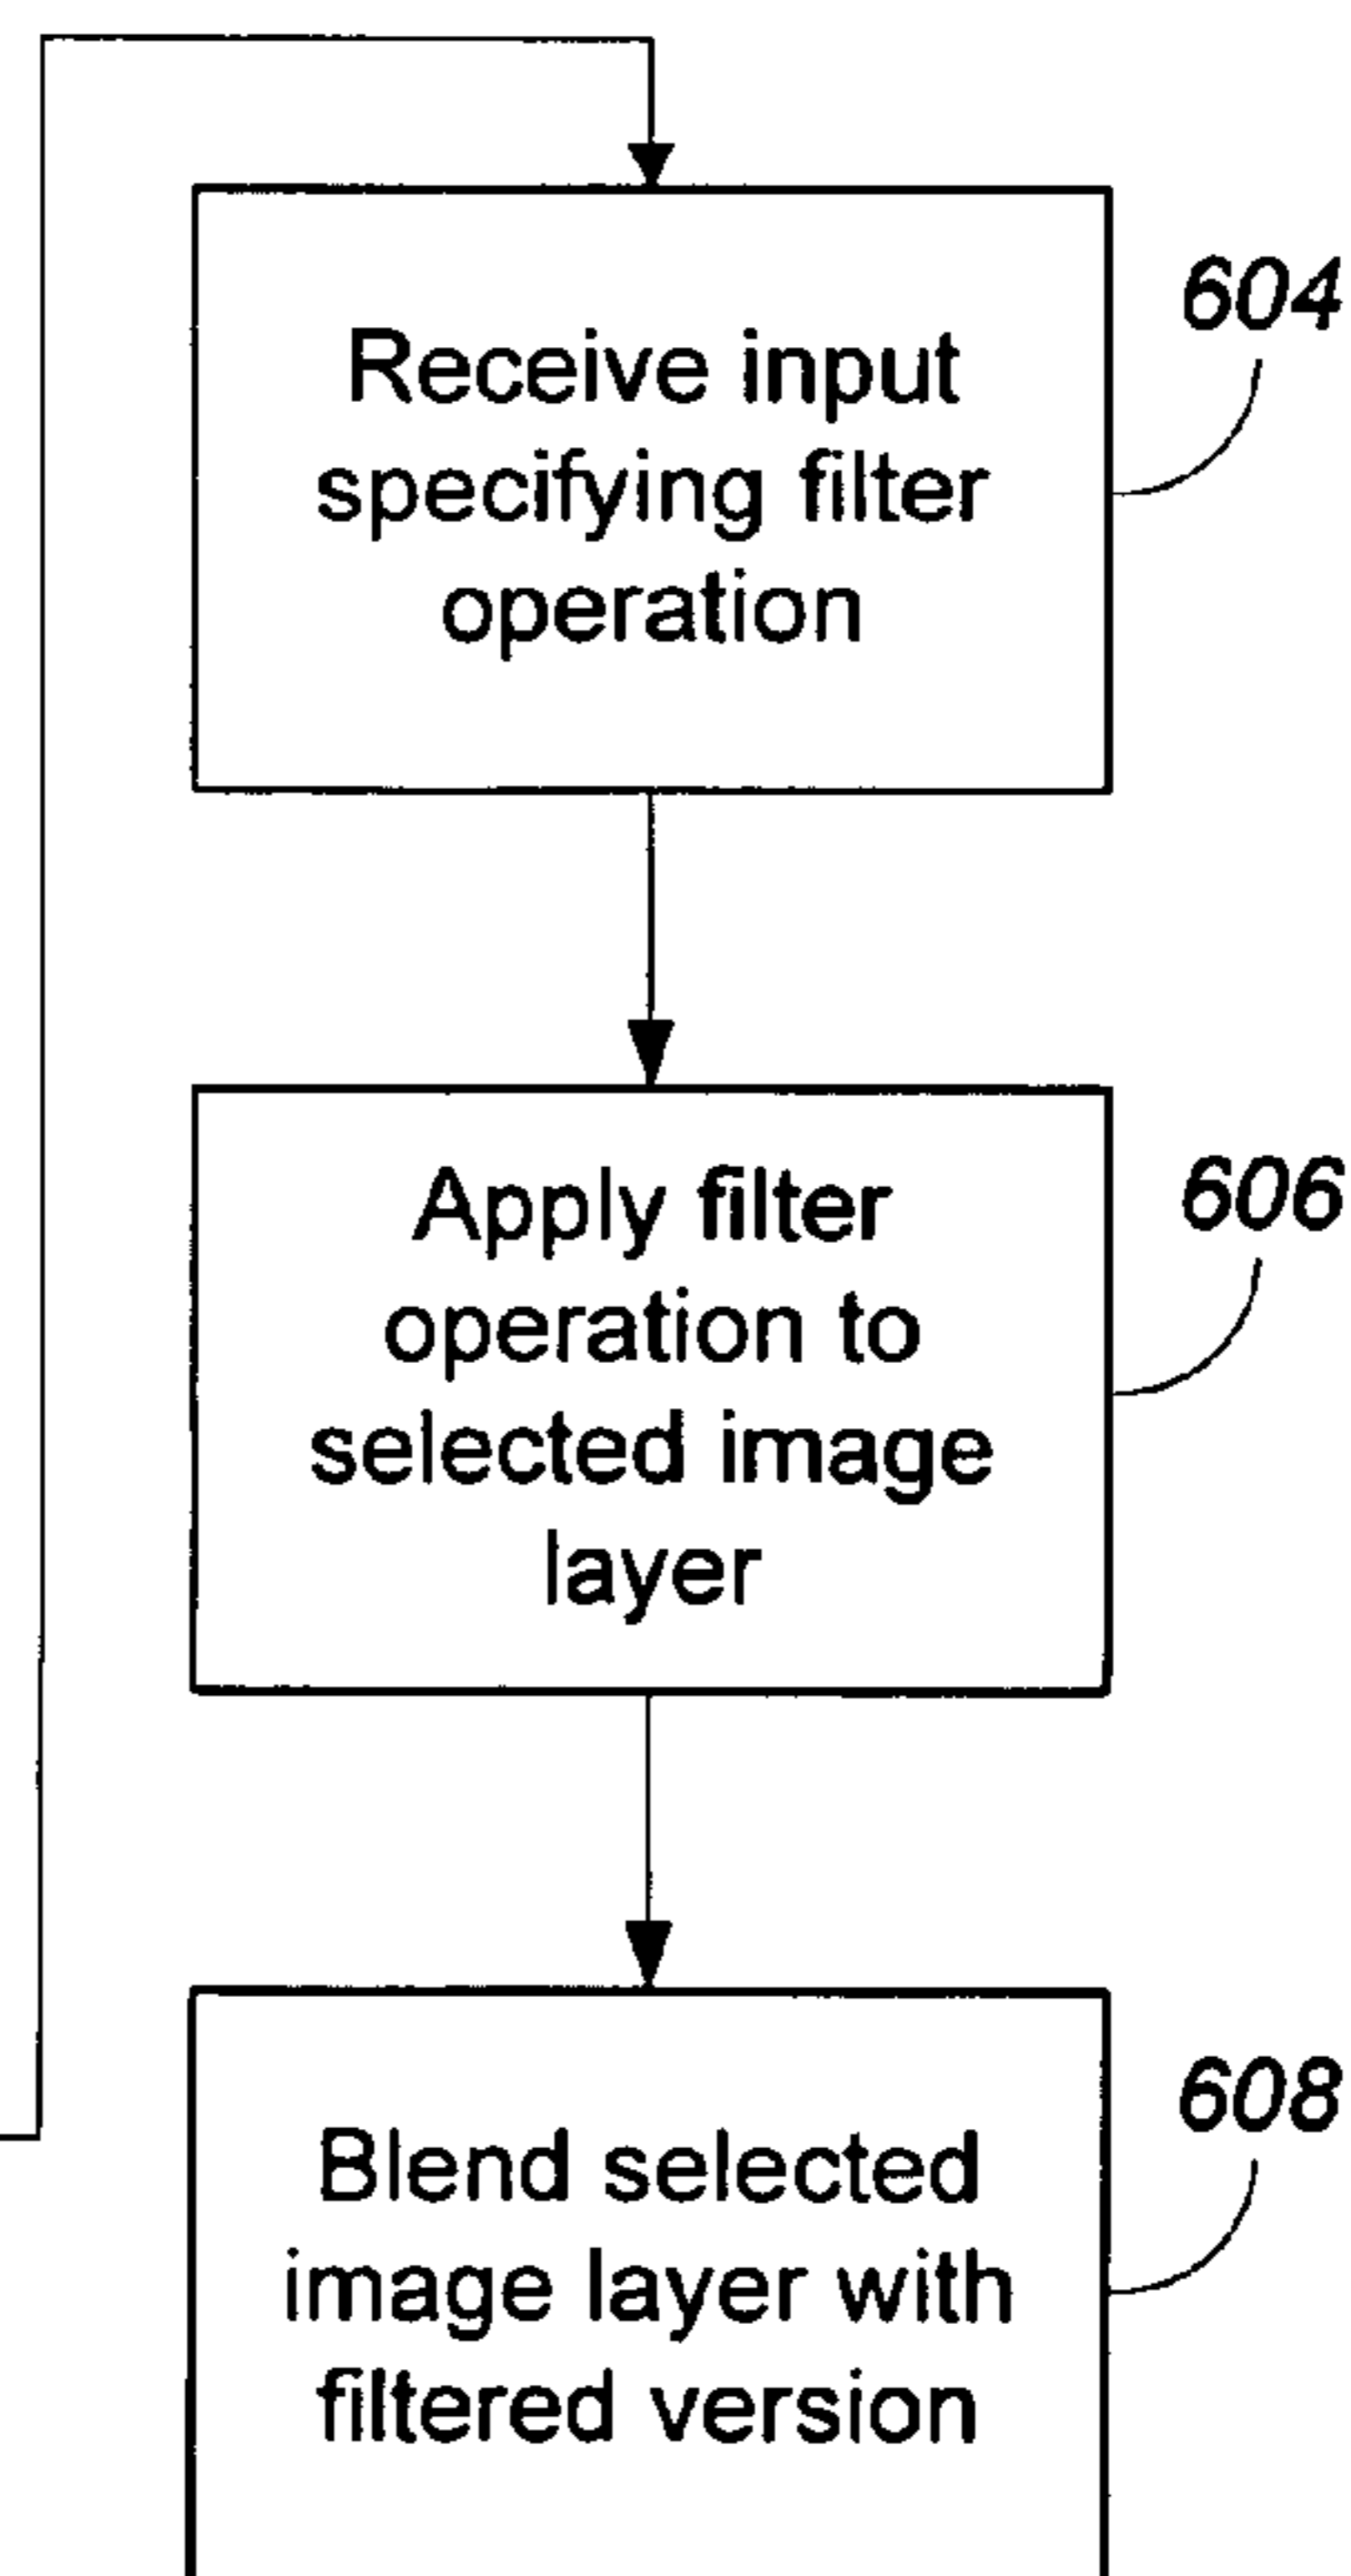 604
Receive input
specifying filter
operation
606
Apply filter
operation to
selected image
layer
608
Blend selected
image layer with
filtered version